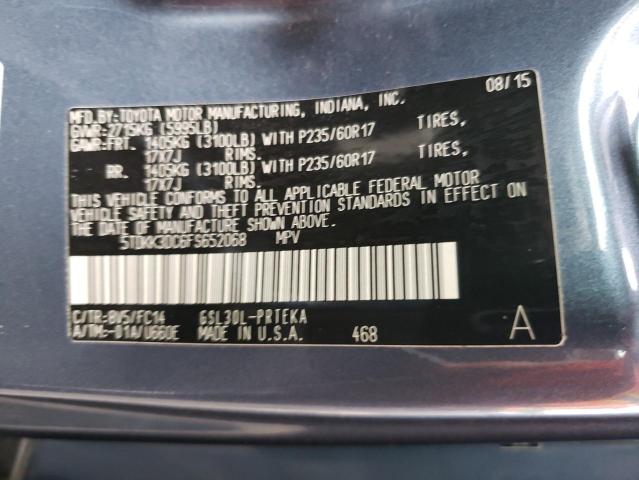 08/15
MFD.BY:TOYOTA MOTOR MANUFACTURING, INDIANA, INC.
GVWR:2715KG (5995LB)
GAWR:FRT. 1405KG (3100LB) WITH P235/60R17 TIRES,
17X7J RIMS.
RR. 1405KG (3100LB) WITH P235/60R17 TIRES,
17X7J RIMS.
THIS VEHICLE CONFORMS TO ALL APPLICABLE FEDERAL MOTOR
VEHICLE SAFETY AND THEFT PREVENTION STANDARDS IN EFFECT ON
THE DATE OF MANUFACTURE SHOWN ABOVE.
5TDKK3DC6FS652068 MPV
C/TR:8V5/FC14 GSL30L-PRTEKA
A/TM:-01A/U660E MADE IN U.S.A. 468 A